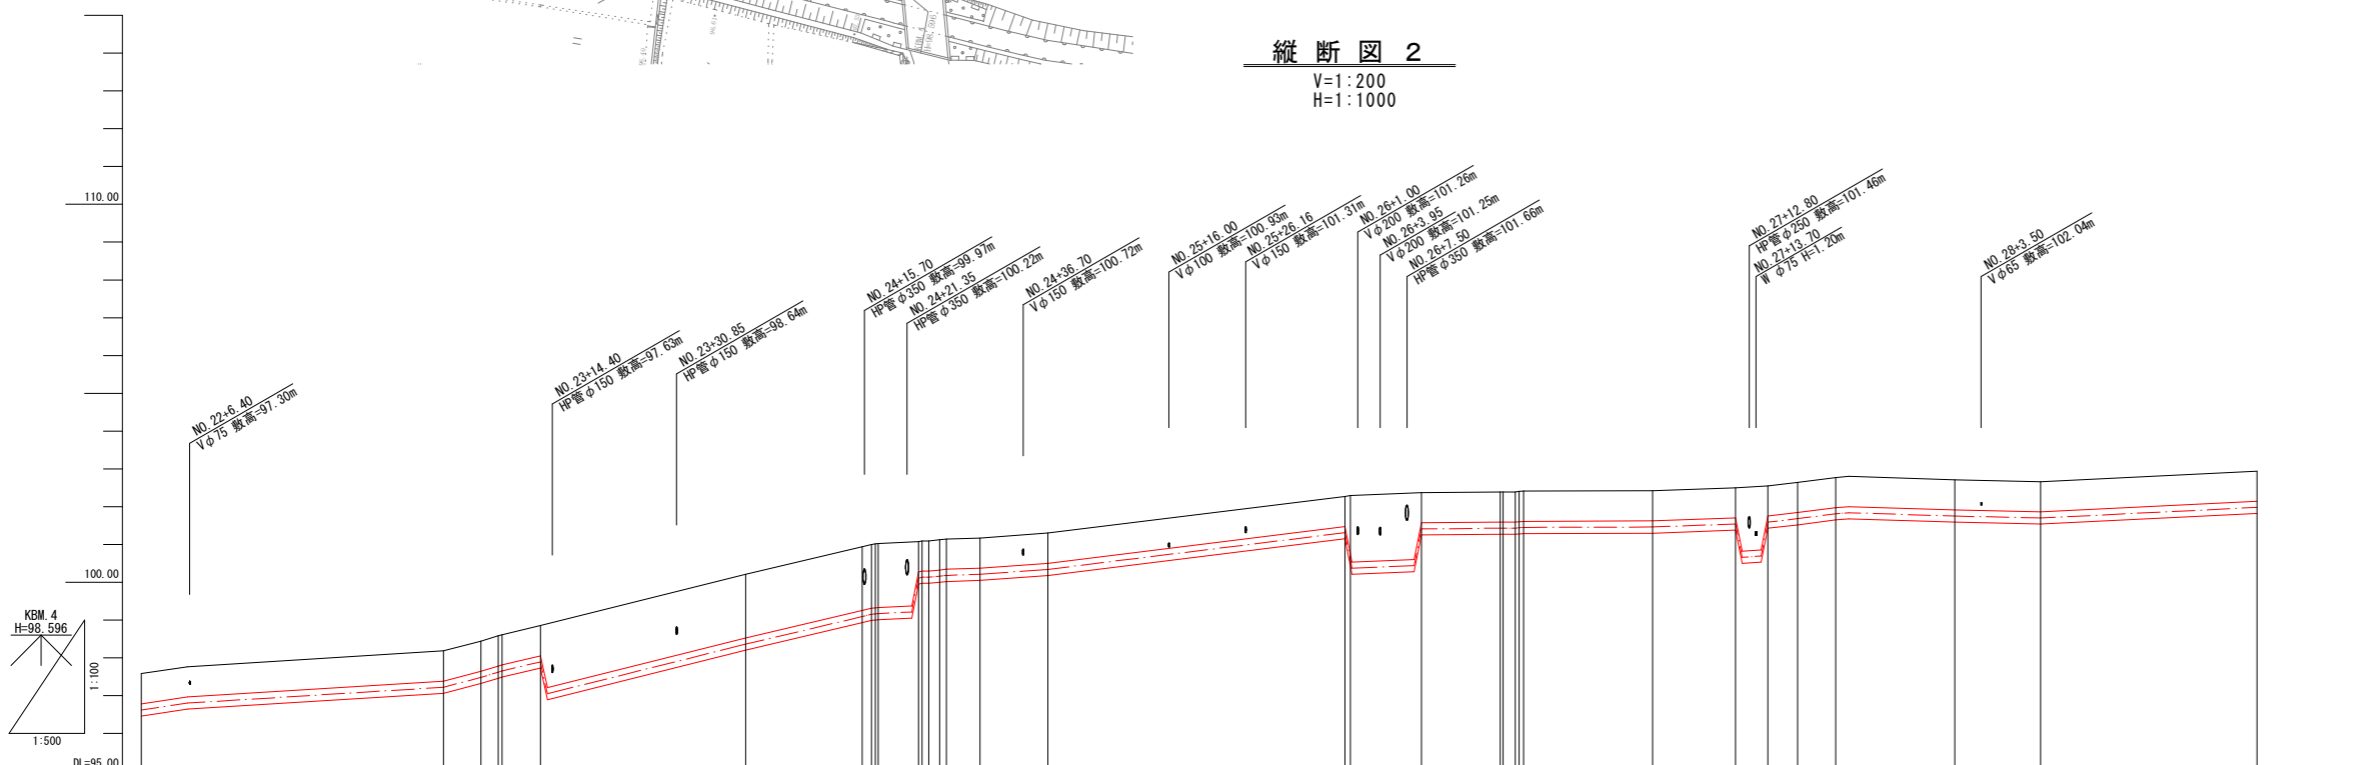 縦断図 2
V=1:200
H=1:1000
110.00
100.00
DL=95.00
KBM.4
H=98.596
1:100
1:500
NO.22+6.40
Vφ75 敷高=97.30m
NO.23+14.40
HP管φ150 敷高=97.63m
NO.23+30.85
HP管φ150 敷高=98.64m
NO.24+15.70
HP管φ350 敷高=99.97m
NO.24+21.35
HP管φ350 敷高=100.22m
NO.24+36.70
Vφ150 敷高=100.72m
NO.25+16.00
Vφ100 敷高=100.93m
NO.25+26.16
Vφ150 敷高=101.31m
NO.26+1.00
Vφ200 敷高=101.26m
NO.26+3.95
Vφ200 敷高=101.25m
NO.26+7.50
HP管φ350 敷高=101.66m
NO.27+12.80
HP管φ250 敷高=101.46m
NO.27+13.70
W φ75 H=1.20m
NO.28+3.50
Vφ65 敷高=102.04m